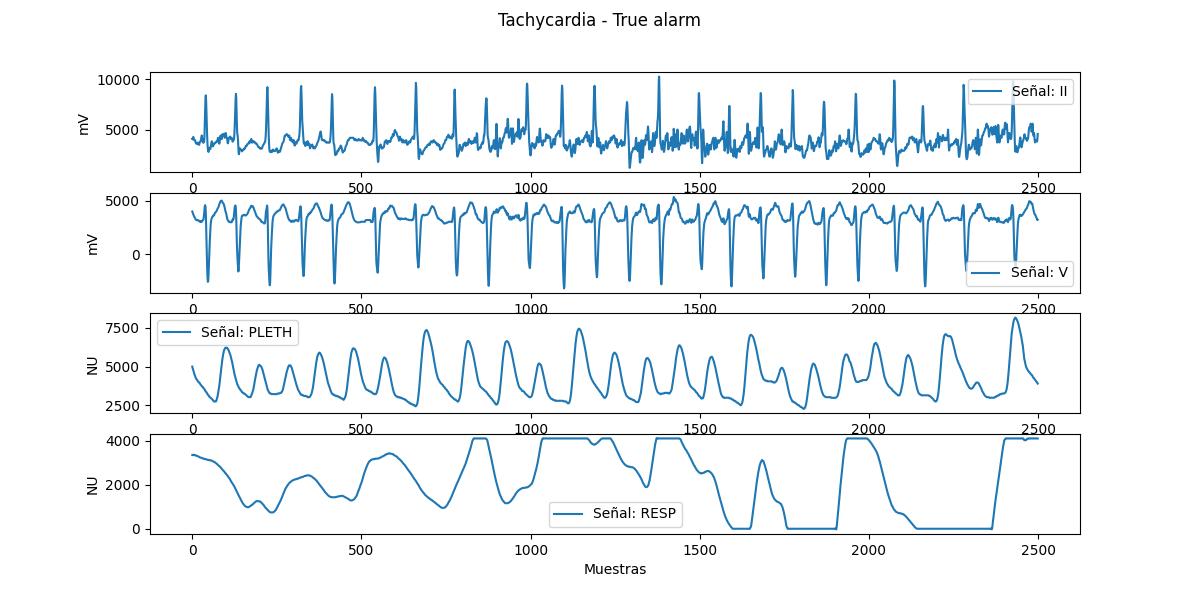 Tachycardia - True alarm
10000
5000
mV
Señal: II
0 500 1000 1500 2000 2500
5000
0
mV
Señal: V
0 500 1000 1500 2000 2500
7500
5000
2500
NU
Señal: PLETH
0 500 1000 1500 2000 2500
4000
2000
0
NU
Señal: RESP
0 500 1000 1500 2000 2500
Muestras